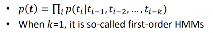 • p(t) = ∏ᵢ p(tᵢ|tᵢ₋₁, tᵢ₋₂, … , tᵢ₋ₖ)
• When k=1, it is so-called first-order HMMs